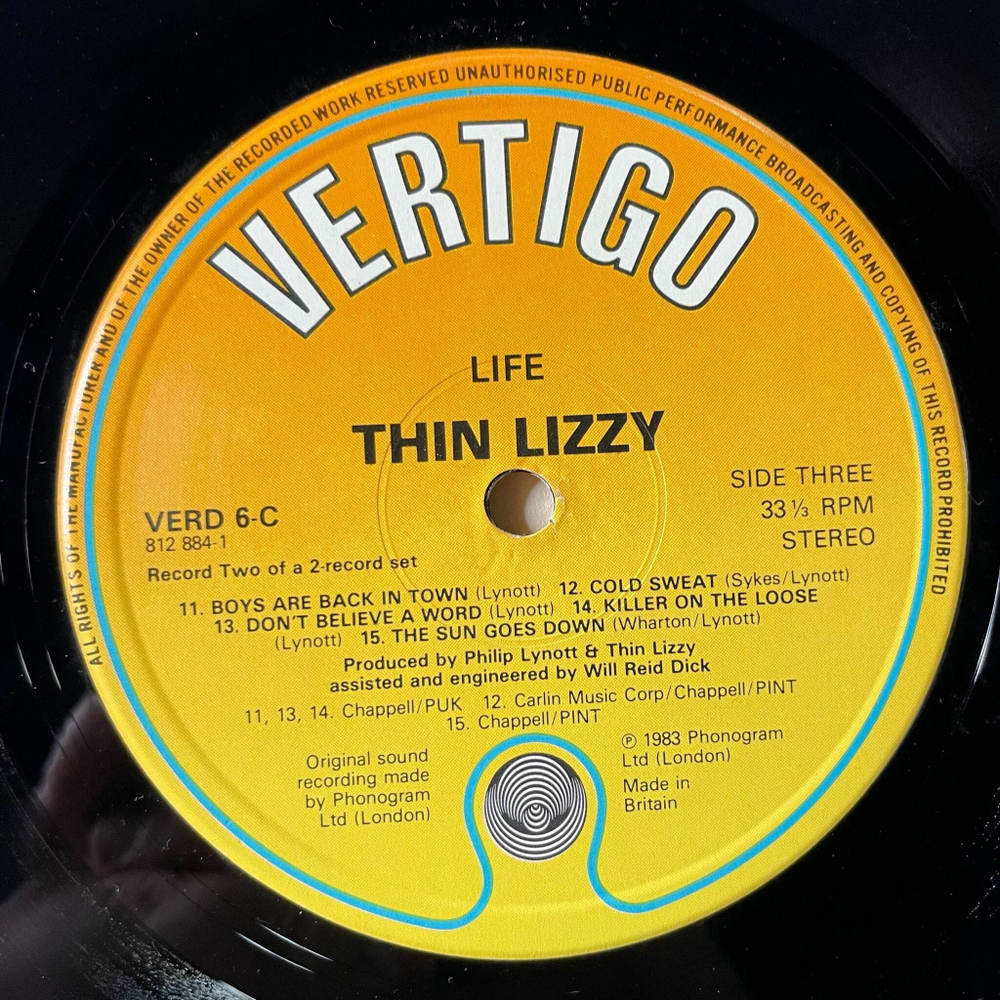 ALL RIGHTS OF THE MANUFACTURER AND OF THE OWNER OF THE RECORDED WORK RESERVED UNAUTHORISED PUBLIC PERFORMANCE BROADCASTING AND COPYING OF THIS RECORD PROHIBITED
VERTIGO
LIFE
THIN LIZZY
SIDE THREE
33⅓ RPM
STEREO
VERD 6-C
812 884-1
Record Two of a 2-record set
11. BOYS ARE BACK IN TOWN (Lynott) 12. COLD SWEAT (Sykes/Lynott)
13. DON'T BELIEVE A WORD (Lynott) 14. KILLER ON THE LOOSE
(Lynott) 15. THE SUN GOES DOWN (Wharton/Lynott)
Produced by Philip Lynott & Thin Lizzy
assisted and engineered by Will Reid Dick
11, 13, 14. Chappell/PUK 12. Carlin Music Corp/Chappell/PINT
15. Chappell/PINT
Original sound
recording made
by Phonogram
Ltd (London)
℗ 1983 Phonogram
Ltd (London)
Made in
Britain